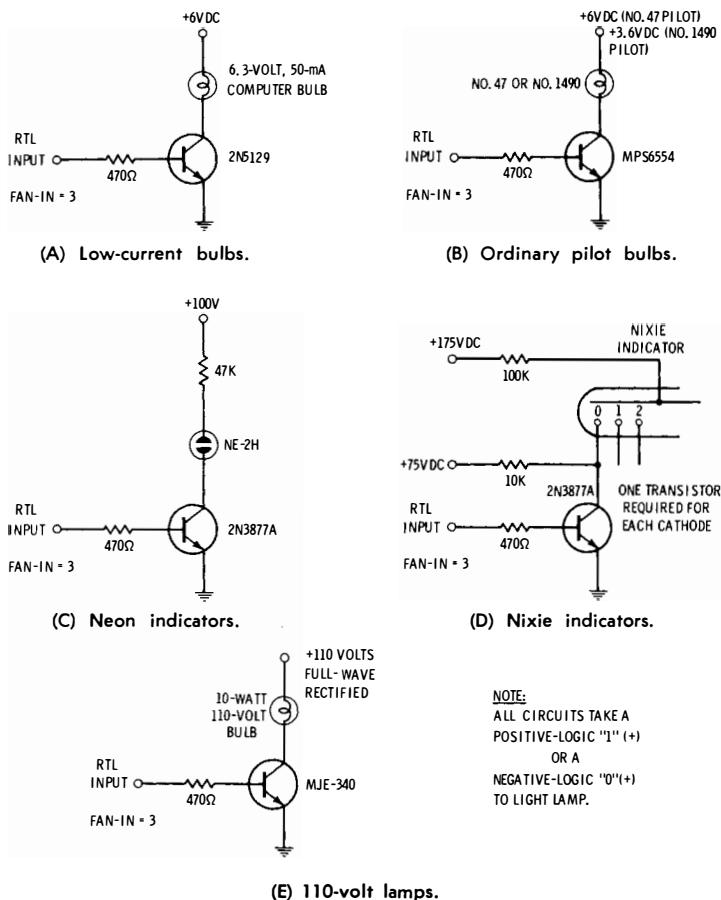 +6VDC
6.3-VOLT, 50-mA
COMPUTER BULB
RTL
INPUT
470Ω
2N5129
FAN-IN = 3
(A) Low-current bulbs.
+6VDC (NO. 47 PILOT)
+3.6VDC (NO. 1490
PILOT)
NO. 47 OR NO. 1490
RTL
INPUT
470Ω
MPS6554
FAN-IN = 3
(B) Ordinary pilot bulbs.
+100V
47K
NE-2H
RTL
INPUT
470Ω
2N3877A
FAN-IN = 3
(C) Neon indicators.
+175VDC
100K
NIXIE
INDICATOR
0 1 2
+75VDC
10K
2N3877A
ONE TRANSISTOR
REQUIRED FOR
EACH CATHODE
RTL
INPUT
470Ω
FAN-IN = 3
(D) Nixie indicators.
+110 VOLTS
FULL-WAVE
RECTIFIED
10-WATT
110-VOLT
BULB
RTL
INPUT
470Ω
MJE-340
FAN-IN = 3
NOTE:
ALL CIRCUITS TAKE A
POSITIVE-LOGIC "1" (+)
OR A
NEGATIVE-LOGIC "0"(+)
TO LIGHT LAMP.
(E) 110-volt lamps.